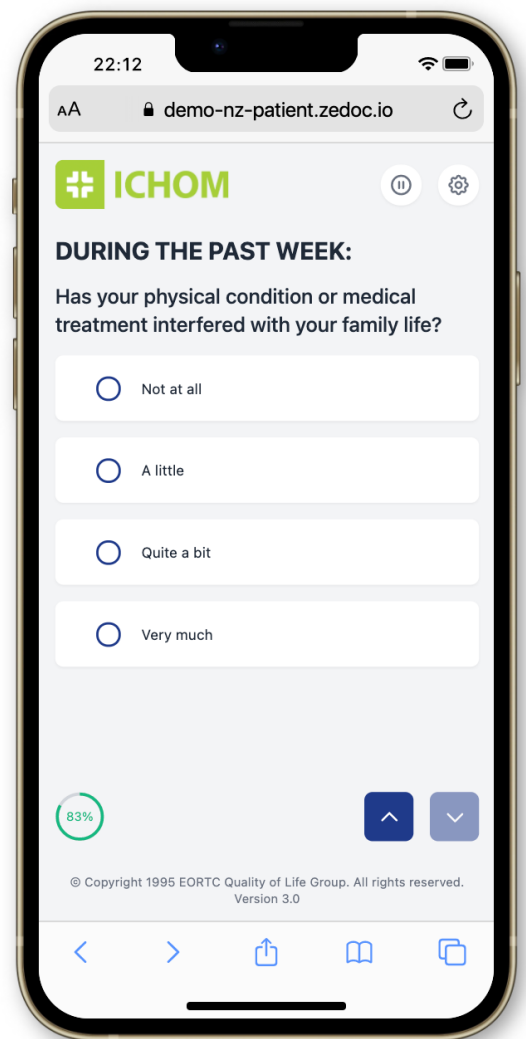 22:12
AA demo-nz-patient.zedoc.io
ICHOM
DURING THE PAST WEEK:
Has your physical condition or medical
treatment interfered with your family life?
Not at all
A little
Quite a bit
Very much
83%
© Copyright 1995 EORTC Quality of Life Group. All rights reserved.
Version 3.0